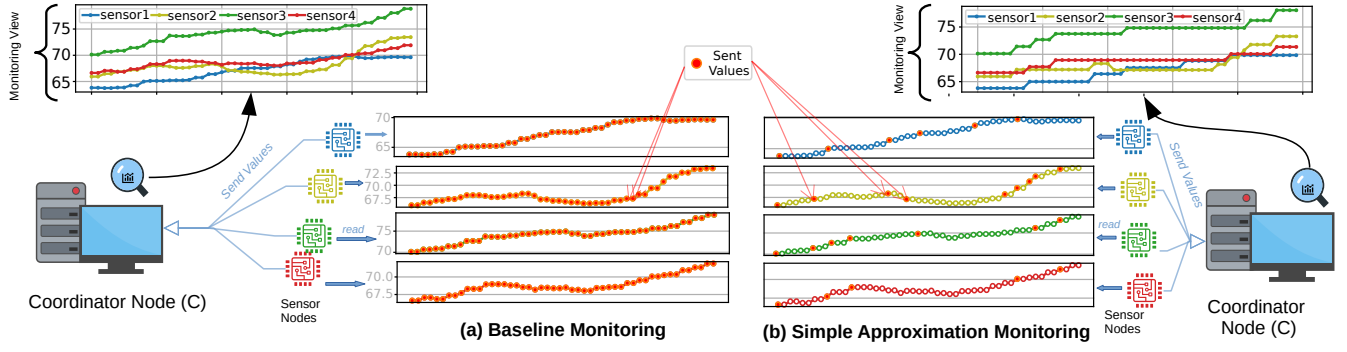 Monitoring View
75
70
65
sensor1 sensor2 sensor3 sensor4
Sent
Values
Monitoring View
75
70
65
sensor1 sensor2 sensor3 sensor4
Send Values
read
70
65
72.5
70.0
67.5
75
70
70.0
67.5
Send Values
read
Coordinator Node (C)
Sensor
Nodes
(a) Baseline Monitoring
(b) Simple Approximation Monitoring
Sensor
Nodes
Coordinator
Node (C)